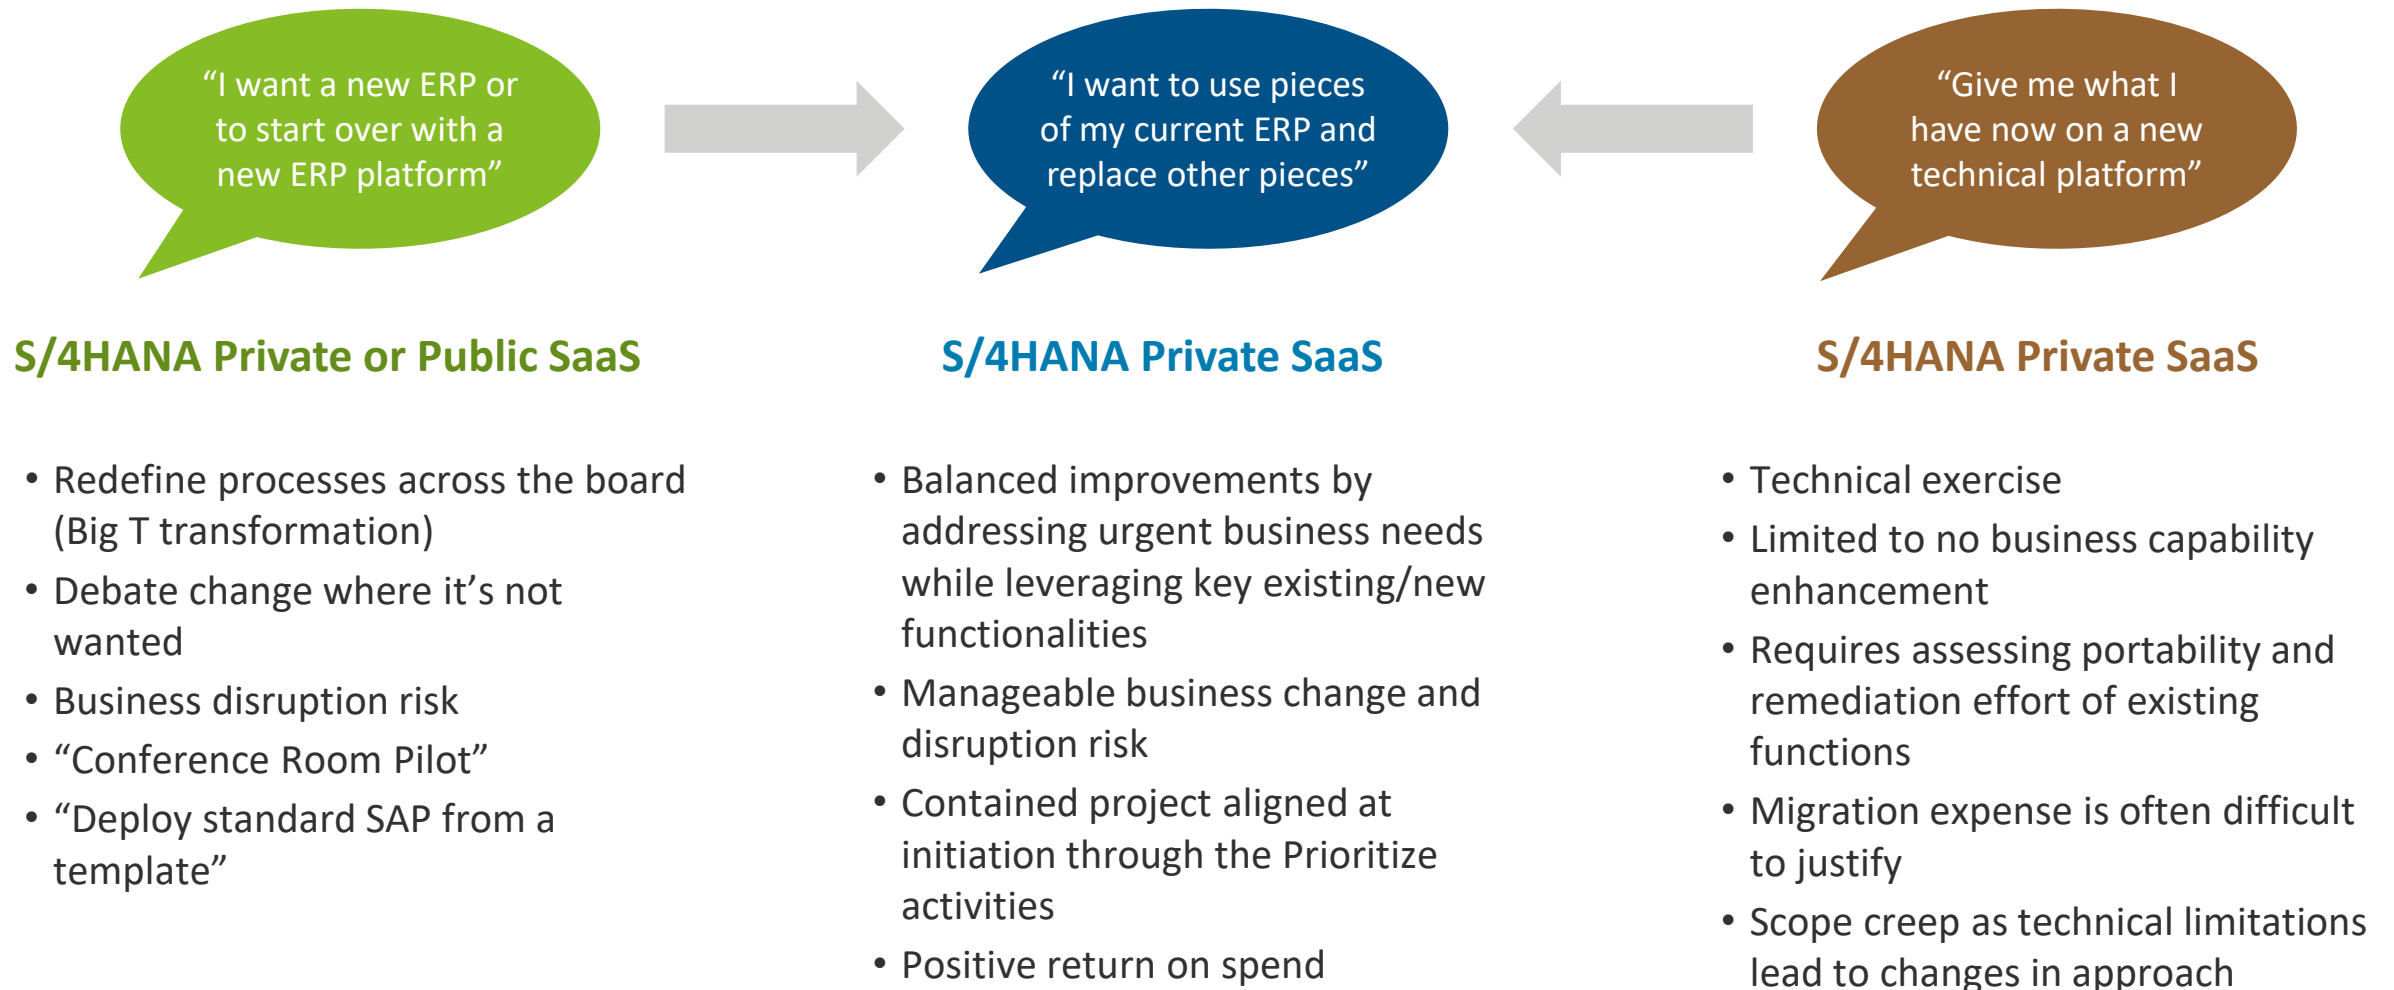 “I want a new ERP or
to start over with a
new ERP platform”
“I want to use pieces
of my current ERP and
replace other pieces”
“Give me what I
have now on a new
technical platform”
S/4HANA Private or Public SaaS
• Redefine processes across the board
(Big T transformation)
• Debate change where it’s not
wanted
• Business disruption risk
• “Conference Room Pilot”
• “Deploy standard SAP from a
template”
S/4HANA Private SaaS
• Balanced improvements by
addressing urgent business needs
while leveraging key existing/new
functionalities
• Manageable business change and
disruption risk
• Contained project aligned at
initiation through the Prioritize
activities
• Positive return on spend
S/4HANA Private SaaS
• Technical exercise
• Limited to no business capability
enhancement
• Requires assessing portability and
remediation effort of existing
functions
• Migration expense is often difficult
to justify
• Scope creep as technical limitations
lead to changes in approach